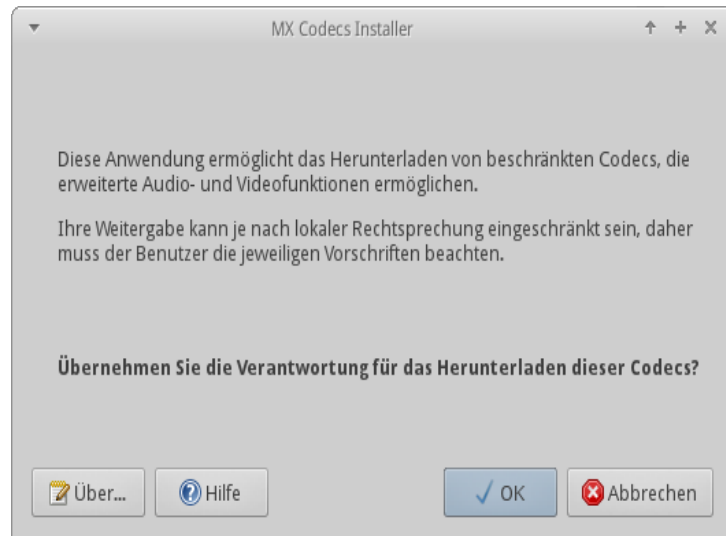 MX Codecs Installer
Diese Anwendung ermöglicht das Herunterladen von beschränkten Codecs, die
erweiterte Audio- und Videofunktionen ermöglichen.
Ihre Weitergabe kann je nach lokaler Rechtsprechung eingeschränkt sein, daher
muss der Benutzer die jeweiligen Vorschriften beachten.
Übernehmen Sie die Verantwortung für das Herunterladen dieser Codecs?
Über... Hilfe OK Abbrechen